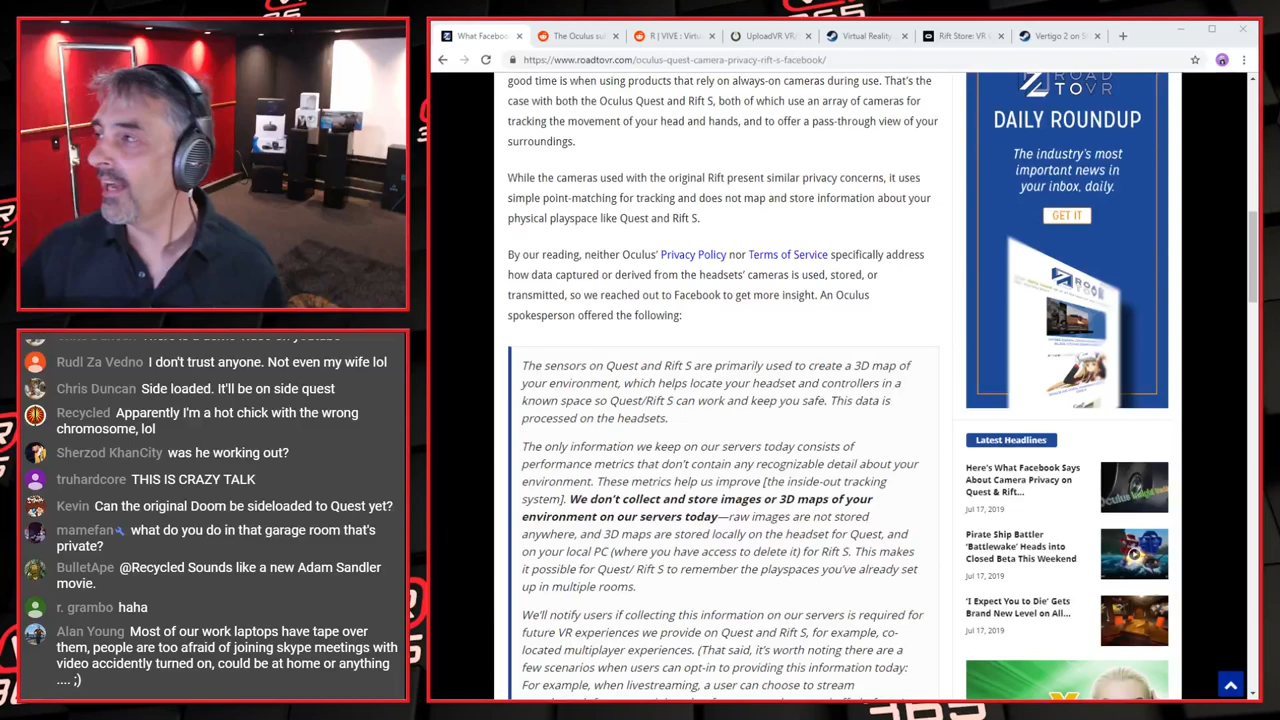 What Facebook
The Oculus su
R | VIVE : Virtu
UploadVR VR
Virtual Reality
Rift Store: VR G
Vertigo 2 on St
https://www.roadtovr.com/oculus-quest-camera-privacy-rift-s-facebook/
good time is when using products that rely on always-on cameras during use. That's the
case with both the Oculus Quest and Rift S, both of which use an array of cameras for
tracking the movement of your head and hands, and to offer a pass-through view of your
surroundings.
While the cameras used with the original Rift present similar privacy concerns, it uses
simple point-matching for tracking and does not map and store information about your
physical playspace like Quest and Rift S.
By our reading, neither Oculus' Privacy Policy nor Terms of Service specifically address
how data captured or derived from the headsets' cameras is used, stored, or
transmitted, so we reached out to Facebook to get more insight. An Oculus
spokesperson offered the following:
The sensors on Quest and Rift S are primarily used to create a 3D map of
your environment, which helps locate your headset and controllers in a
known space so Quest/Rift S can work and keep you safe. This data is
processed on the headsets.
The only information we keep on our servers today consists of
performance metrics that don't contain any recognizable detail about your
environment. These metrics help us improve [the inside-out tracking
system]. We don't collect and store images or 3D maps of your
environment on our servers today—raw images are not stored
anywhere, and 3D maps are stored locally on the headset for Quest, and
on your local PC (where you have access to delete it) for Rift S. This makes
it possible for Quest/ Rift S to remember the playspaces you've already set
up in multiple rooms.
We'll notify users if collecting this information on our servers is required for
future VR experiences we provide on Quest and Rift S, for example, co-
located multiplayer experiences. (That said, it's worth noting there are a
few scenarios when users can opt-in to providing this information today:
For example, when livestreaming, a user can choose to stream
ROAD
TOVR
DAILY ROUNDUP
The industry's most
important news in
your inbox, daily.
GET IT
Latest Headlines
Here's What Facebook Says
About Camera Privacy on
Quest & Rift...
Jul 17, 2019
Pirate Ship Battler
'Battlewake' Heads into
Closed Beta This Weekend
Jul 17, 2019
'I Expect You to Die' Gets
Brand New Level on All...
Jul 17, 2019
Rudl Za Vedno I don't trust anyone. Not even my wife lol
Chris Duncan Side loaded. It'll be on side quest
Recycled Apparently I'm a hot chick with the wrong
chromosome, lol
Sherzod KhanCity was he working out?
truhardcore THIS IS CRAZY TALK
Kevin Can the original Doom be sideloaded to Quest yet?
mamefan what do you do in that garage room that's
private?
BulletApe @Recycled Sounds like a new Adam Sandler
movie.
r. grambo haha
Alan Young Most of our work laptops have tape over
them, people are too afraid of joining skype meetings with
video accidently turned on, could be at home or anything
.... ;)